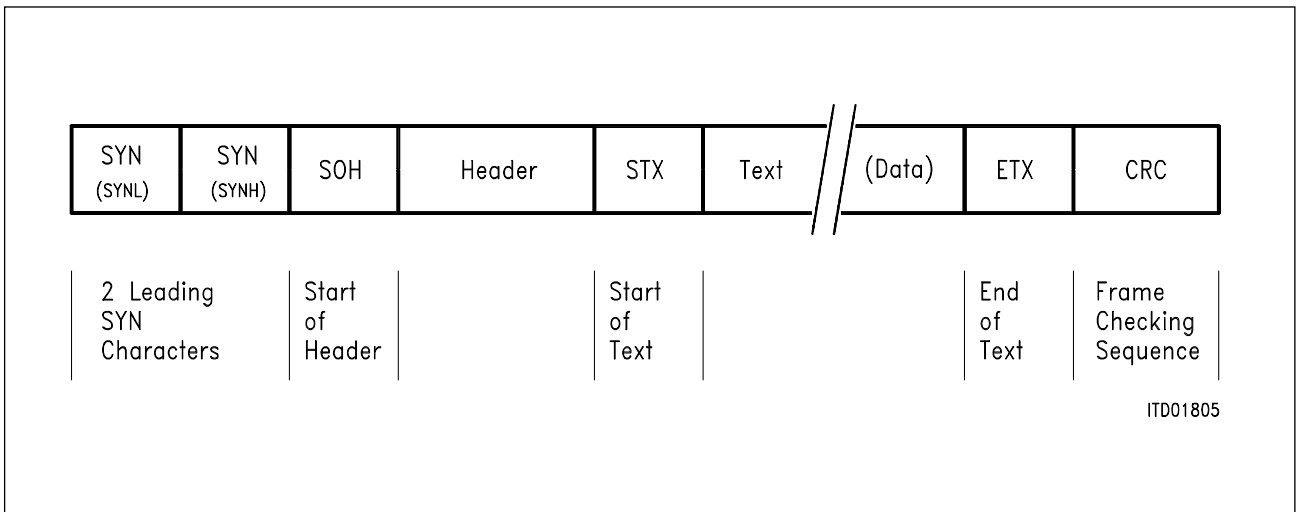 SYN
(SYNL)
SYN
(SYNH)
SOH
Header
STX
Text
(Data)
ETX
CRC
2 Leading
SYN
Characters
Start
of
Header
Start
of
Text
End
of
Text
Frame
Checking
Sequence
ITD01805